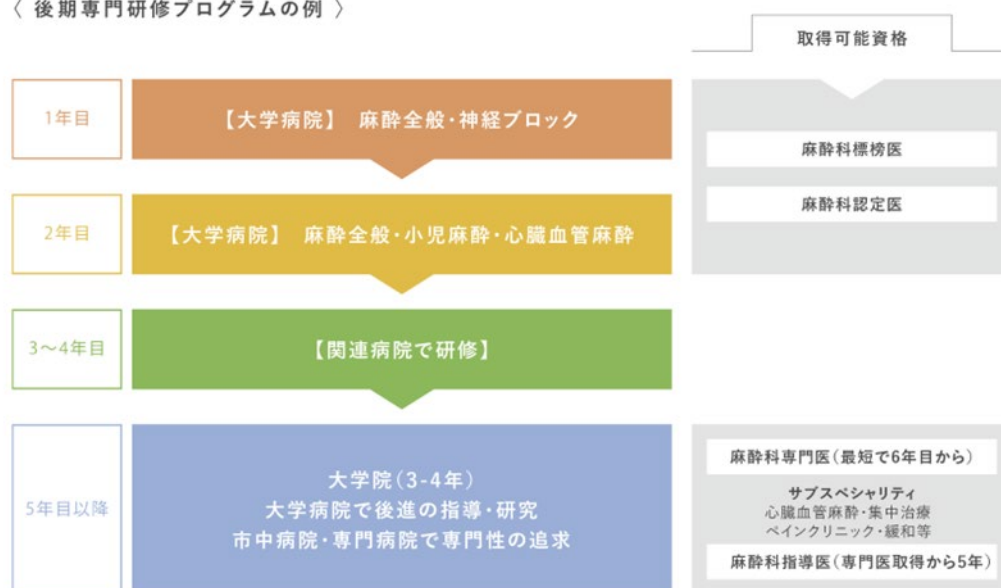 〈 後期専門研修プログラムの例 〉
取得可能資格
1年目
【大学病院】 麻酔全般・神経ブロック
麻酔科標榜医
麻酔科認定医
2年目
【大学病院】 麻酔全般・小児麻酔・心臓血管麻酔
3〜4年目
【関連病院で研修】
5年目以降
大学院(3-4年)
大学病院で後進の指導・研究
市中病院・専門病院で専門性の追求
麻酔科専門医(最短で6年目から)
サブスペシャリティ
心臓血管麻酔・集中治療
ペインクリニック・緩和等
麻酔科指導医(専門医取得から5年)